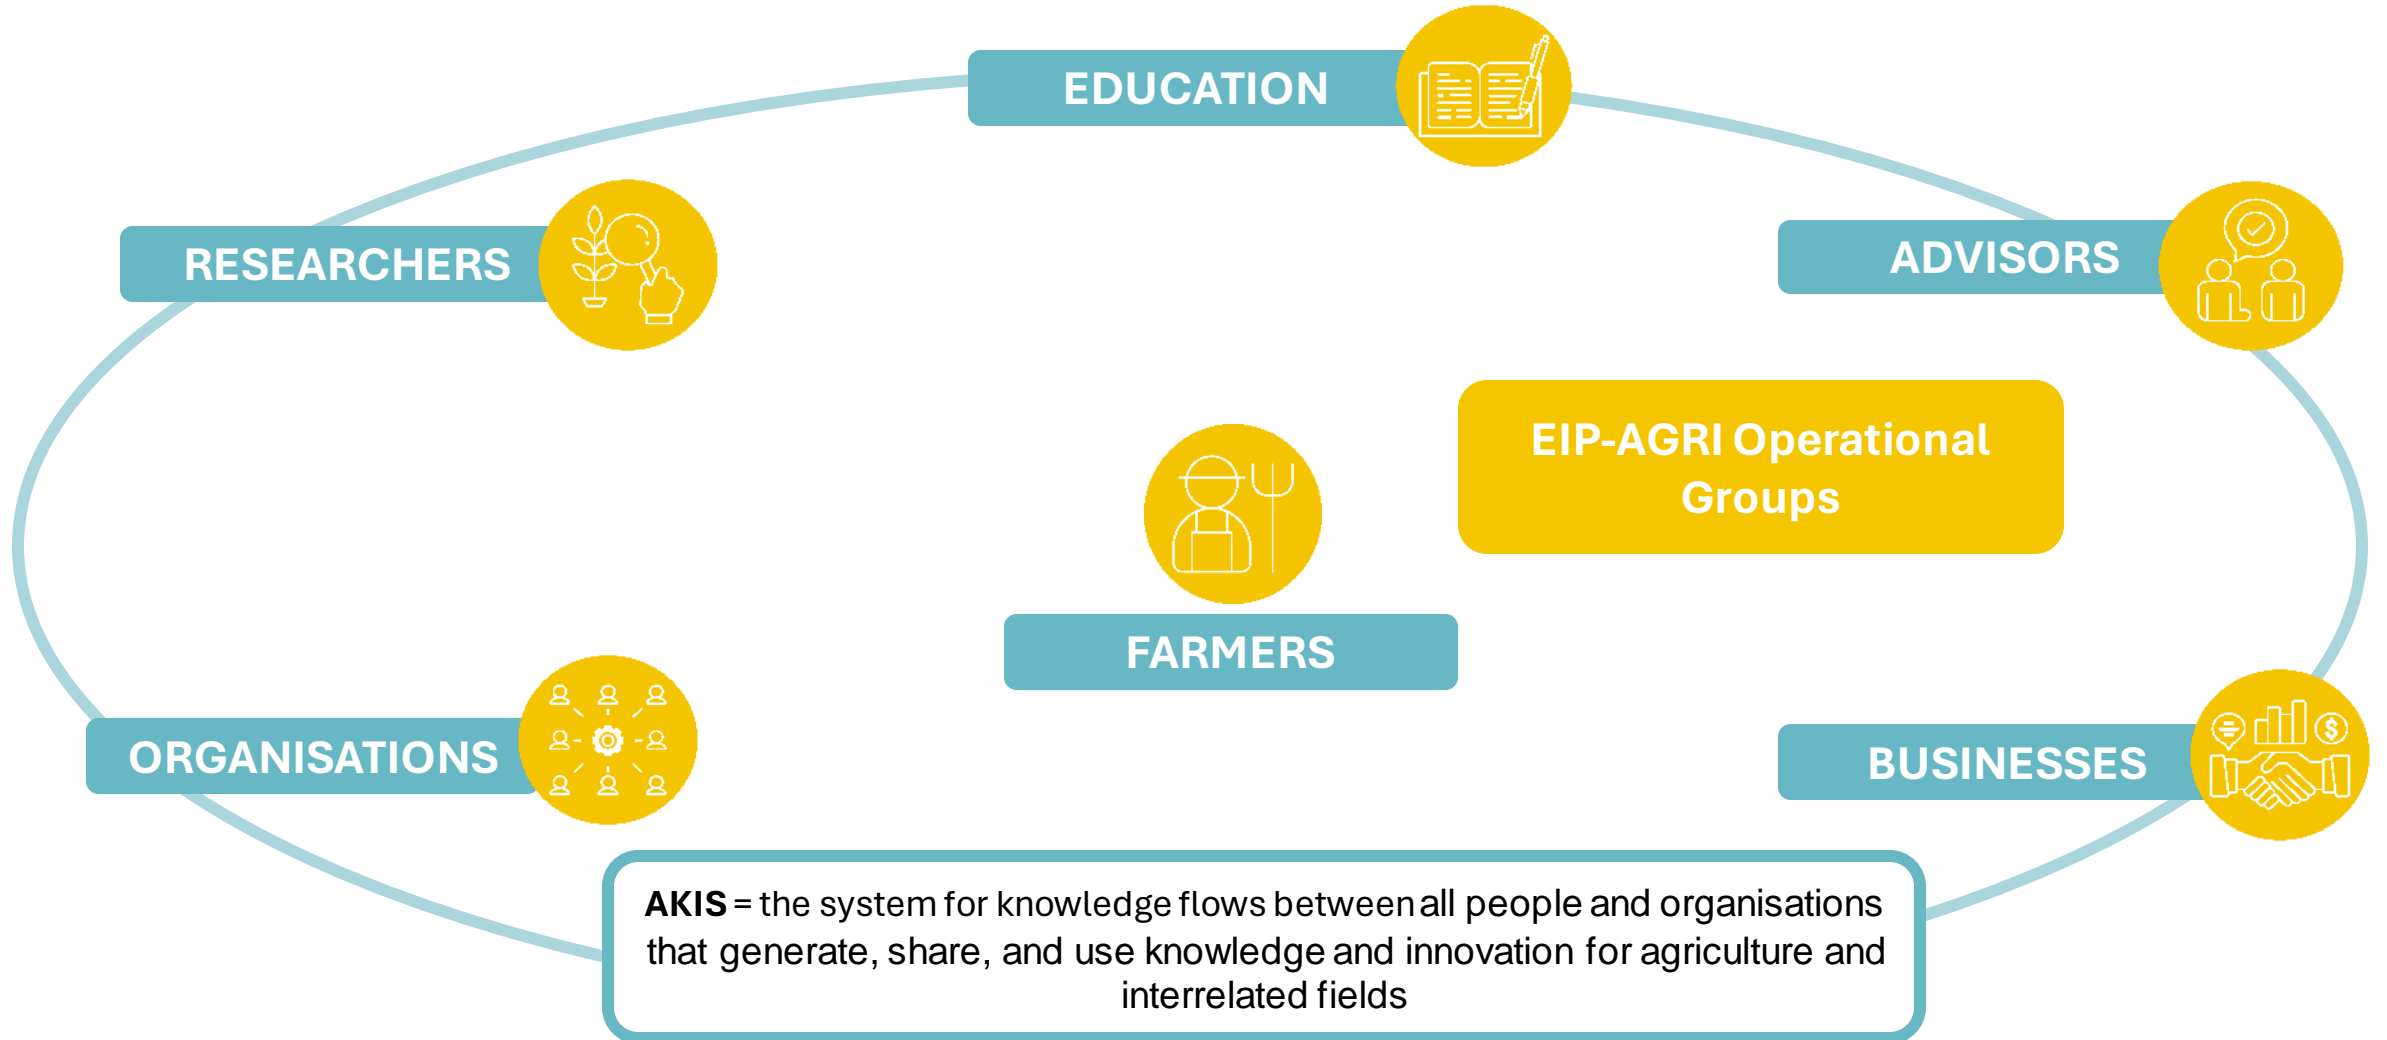 EDUCATION
RESEARCHERS
ADVISORS
EIP-AGRI Operational
Groups
FARMERS
ORGANISATIONS
BUSINESSES
$
AKIS = the system for knowledge flows between all people and organisations
that generate, share, and use knowledge and innovation for agriculture and
interrelated fields